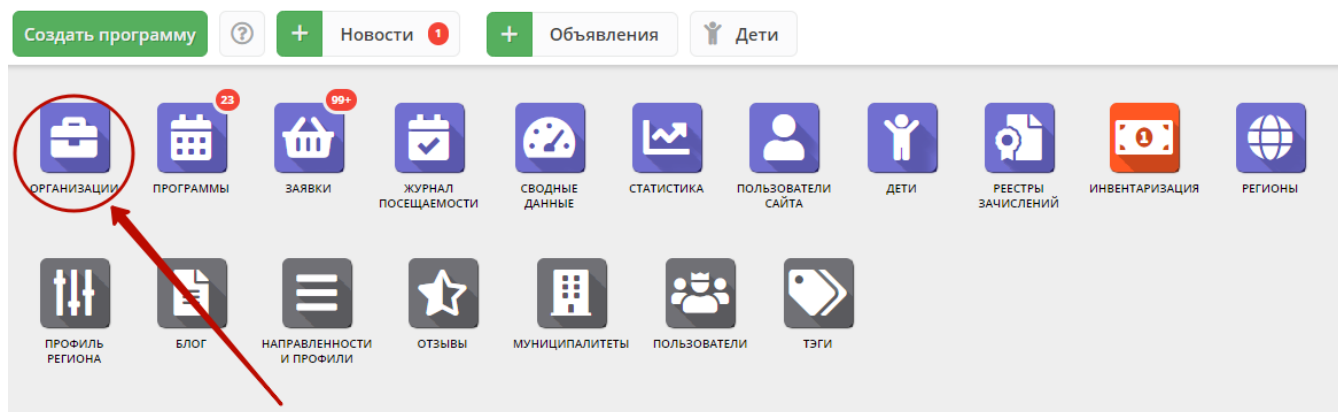 Создать программу ? + Новости 1 + Объявления Дети
23 99+
1
ОРГАНИЗАЦИИ ПРОГРАММЫ ЗАЯВКИ ЖУРНАЛ ПОСЕЩАЕМОСТИ СВОДНЫЕ ДАННЫЕ СТАТИСТИКА ПОЛЬЗОВАТЕЛИ САЙТА ДЕТИ РЕЕСТРЫ ЗАЧИСЛЕНИЙ ИНВЕНТАРИЗАЦИЯ РЕГИОНЫ
ПРОФИЛЬ РЕГИОНА БЛОГ НАПРАВЛЕННОСТИ И ПРОФИЛИ ОТЗЫВЫ МУНИЦИПАЛИТЕТЫ ПОЛЬЗОВАТЕЛИ ТЭГИ